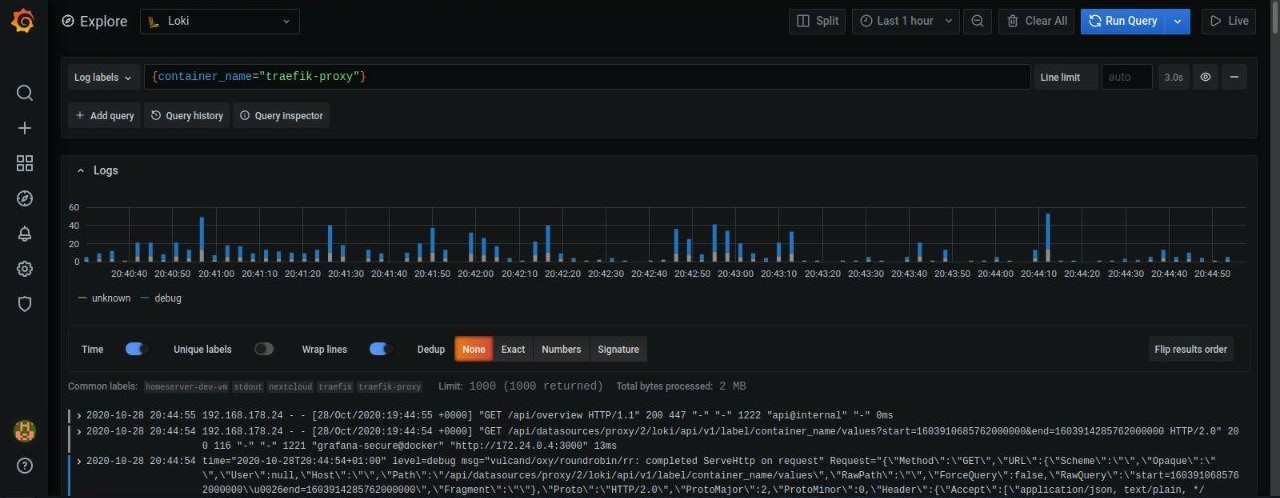 Explore Loki Split Last 1 hour Clear All Run Query Live
Log labels {container_name="traefik-proxy"} Line limit auto 3.0s
+ Add query Query history Query inspector
Logs
60
40
20
0
20:40:40 20:40:50 20:41:00 20:41:10 20:41:20 20:41:30 20:41:40 20:41:50 20:42:00 20:42:10 20:42:20 20:42:30 20:42:40 20:42:50 20:43:00 20:43:10 20:43:20 20:43:30 20:43:40 20:43:50 20:44:00 20:44:10 20:44:20 20:44:30 20:44:40 20:44:50
unknown debug
Time Unique labels Wrap lines Dedup None Exact Numbers Signature Flip results order
Common labels: homeserver-dev-vm stdout nextcloud traefik traefik-proxy Limit: 1000 (1000 returned) Total bytes processed: 2 MB
> 2020-10-28 20:44:55 192.168.178.24 - - [28/Oct/2020:19:44:55 +0000] "GET /api/overview HTTP/1.1" 200 447 "-" "-" 1222 "api@internal" "-" 0ms
> 2020-10-28 20:44:54 192.168.178.24 - - [28/Oct/2020:19:44:54 +0000] "GET /api/datasources/proxy/2/loki/api/v1/label/container_name/values?start=1603910685762000000&end=1603914285762000000 HTTP/2.0" 20
0 116 "-" "-" 1221 "grafana-secure@docker" "http://172.24.0.4:3000" 13ms
> 2020-10-28 20:44:54 time="2020-10-28T20:44:54+01:00" level=debug msg="vulcand/oxy/roundrobin/rr: completed ServeHttp on request" Request="{\"Method\":\"GET\",\"URL\":{\"Scheme\":\"\",\"Opaque\":\"
\",\"User\":null,\"Host\":\"\",\"Path\":\"/api/datasources/proxy/2/loki/api/v1/label/container_name/values\",\"RawPath\":\"\",\"ForceQuery\":false,\"RawQuery\":\"start=160391068576
2000000\\u0026end=1603914285762000000\",\"Fragment\":\"\"},\"Proto\":\"HTTP/2.0\",\"ProtoMajor\":2,\"ProtoMinor\":0,\"Header\":{\"Accept\":[\"application/json, text/plain, */